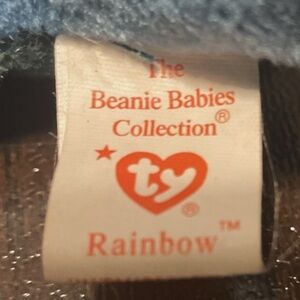 The
Beanie Babies
Collection®
★
ty
®
Rainbow™